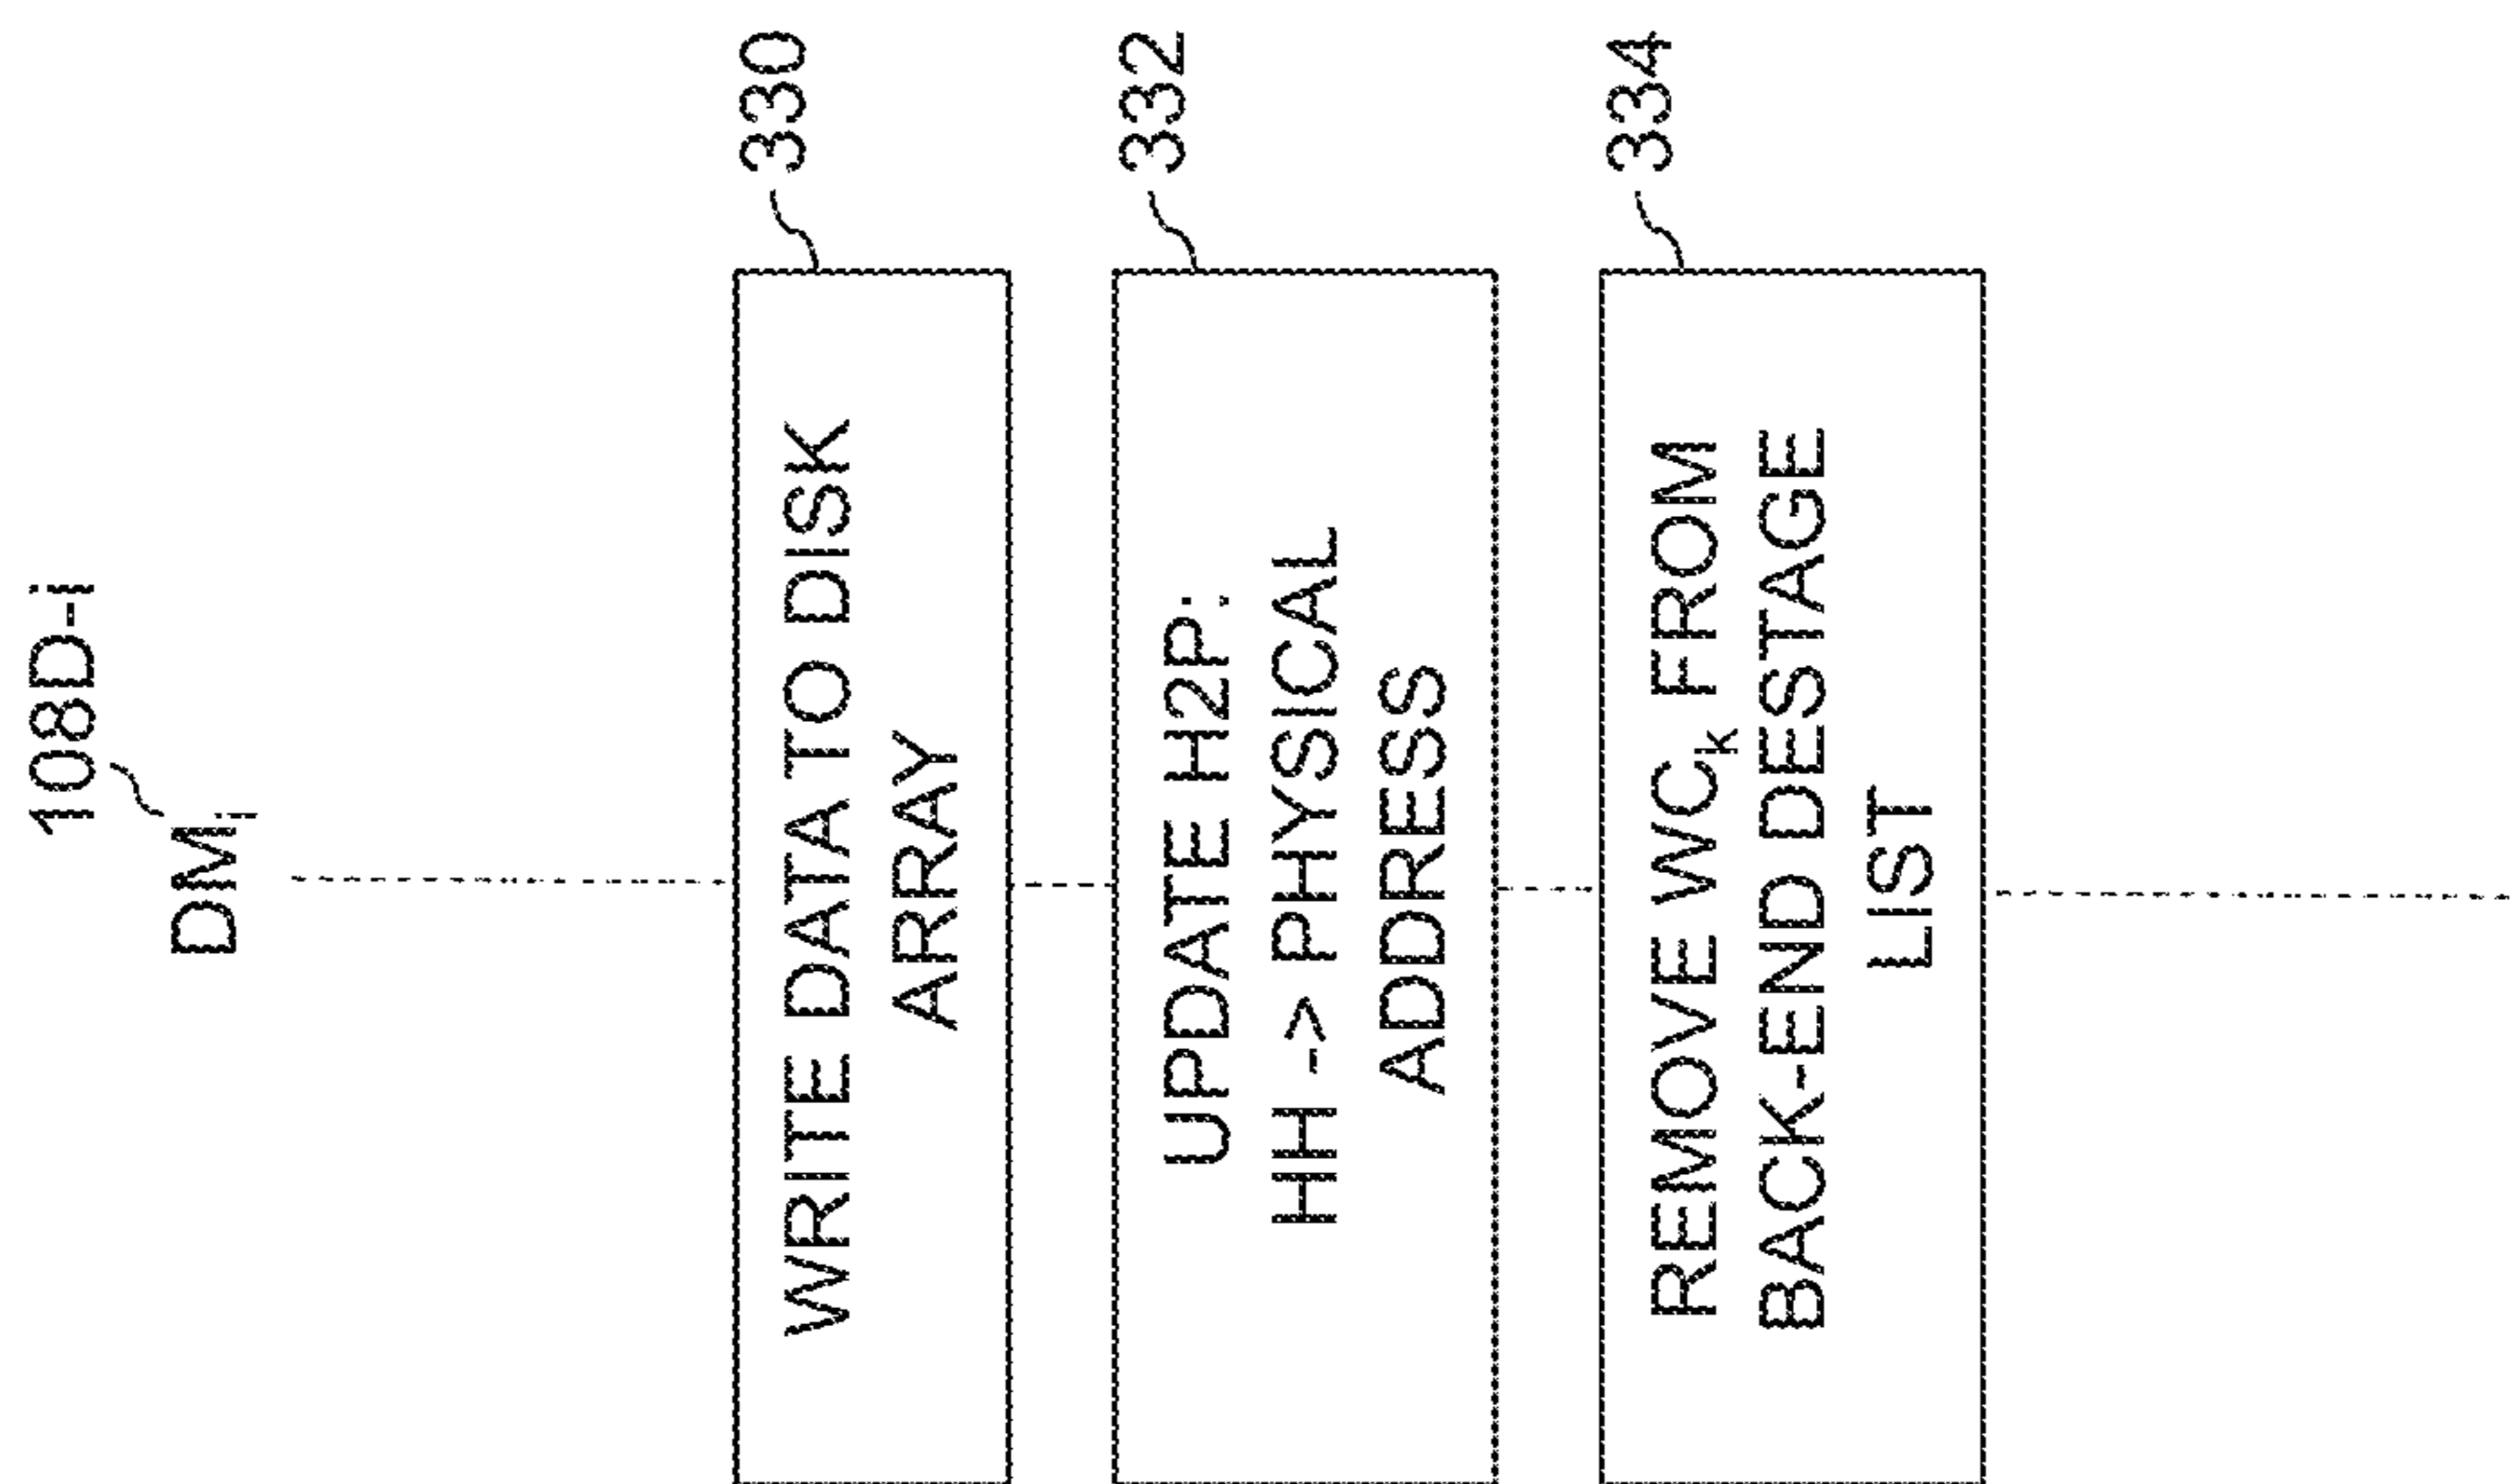 108D-i
DMi
330
WRITE DATA TO DISK
ARRAY
332
UPDATE H2P:
HH -> PHYSICAL
ADDRESS
334
REMOVE WCk FROM
BACK-END DESTAGE
LIST